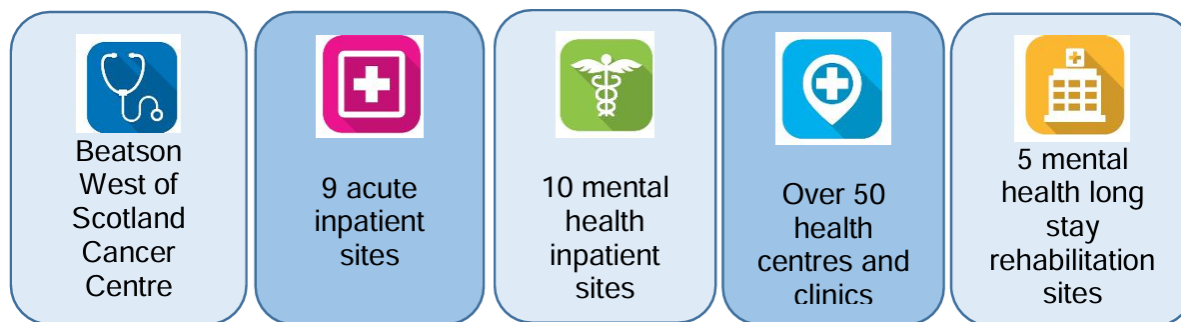 Beatson
West of
Scotland
Cancer
Centre
9 acute
inpatient
sites
10 mental
health
inpatient
sites
Over 50
health
centres and
clinics
5 mental
health long
stay
rehabilitation
sites